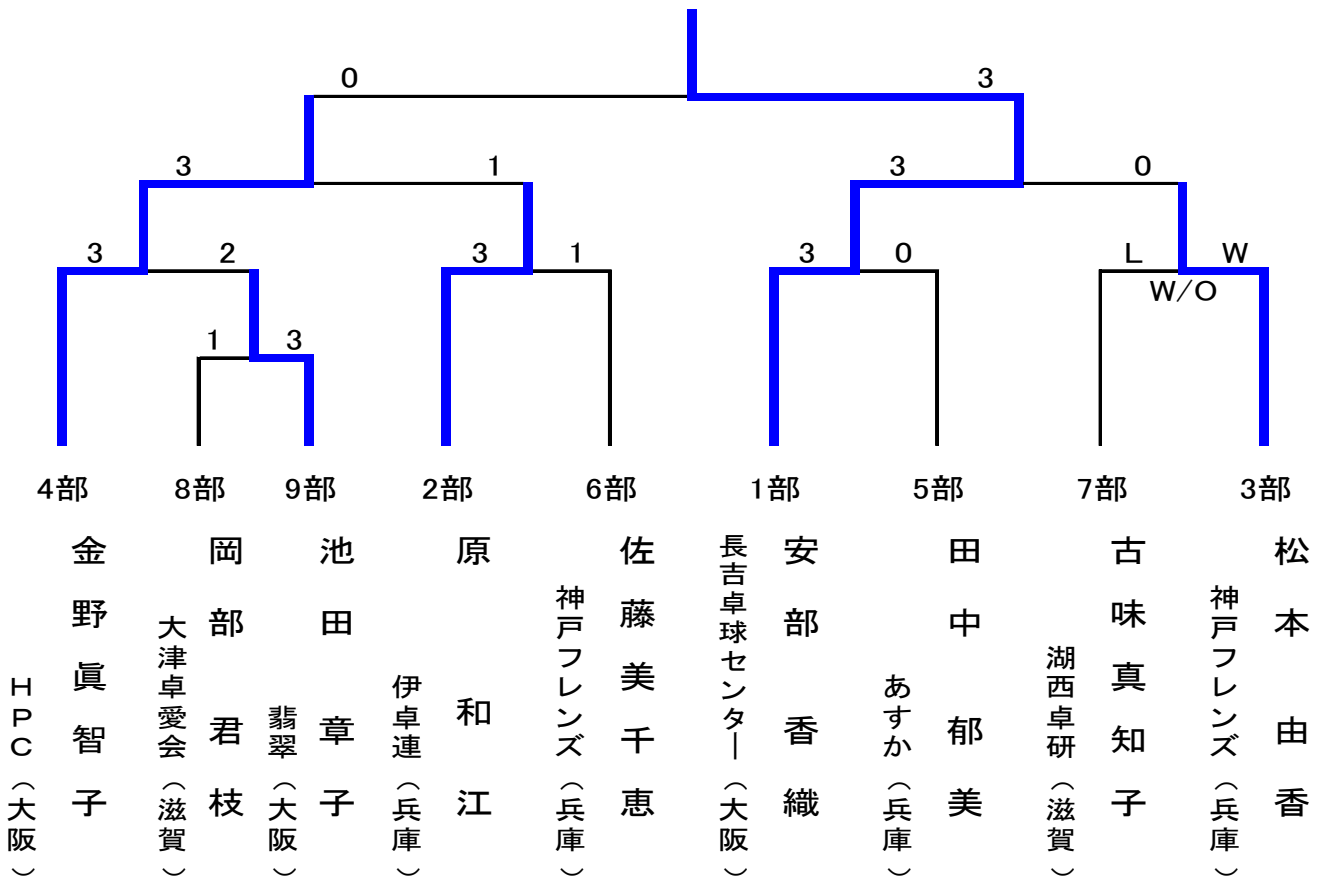 0
3
3
1
3
0
3
2
3
1
3
0
L
W
W/O
1
3
4部
8部
9部
2部
6部
1部
5部
7部
3部
金野眞智子
HPC(大阪)
岡部 君枝
大津卓愛会(滋賀)
池田 章子
翡翠(大阪)
原 和江
伊卓連(兵庫)
佐藤美千恵
神戸フレンズ(兵庫)
安部 香織
長吉卓球センター(大阪)
田中 郁美
あすか(兵庫)
古味真知子
湖西卓研(滋賀)
松本 由香
神戸フレンズ(兵庫)